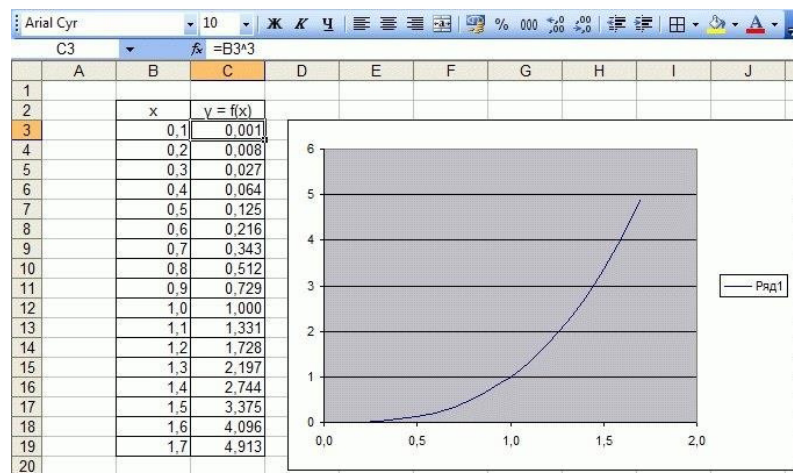 Arial Cyr 10 Ж К Ч % 000 ,00 ,00 A
C3 fx =B3^3
A B C D E F G H I J
1
2 x y = f(x)
3 0,1 0,001
4 0,2 0,008
5 0,3 0,027
6 0,4 0,064
7 0,5 0,125
8 0,6 0,216
9 0,7 0,343
10 0,8 0,512
11 0,9 0,729
12 1,0 1,000
13 1,1 1,331
14 1,2 1,728
15 1,3 2,197
16 1,4 2,744
17 1,5 3,375
18 1,6 4,096
19 1,7 4,913
20
6
5
4
3
2
1
0
0,0 0,5 1,0 1,5 2,0
Ряд1